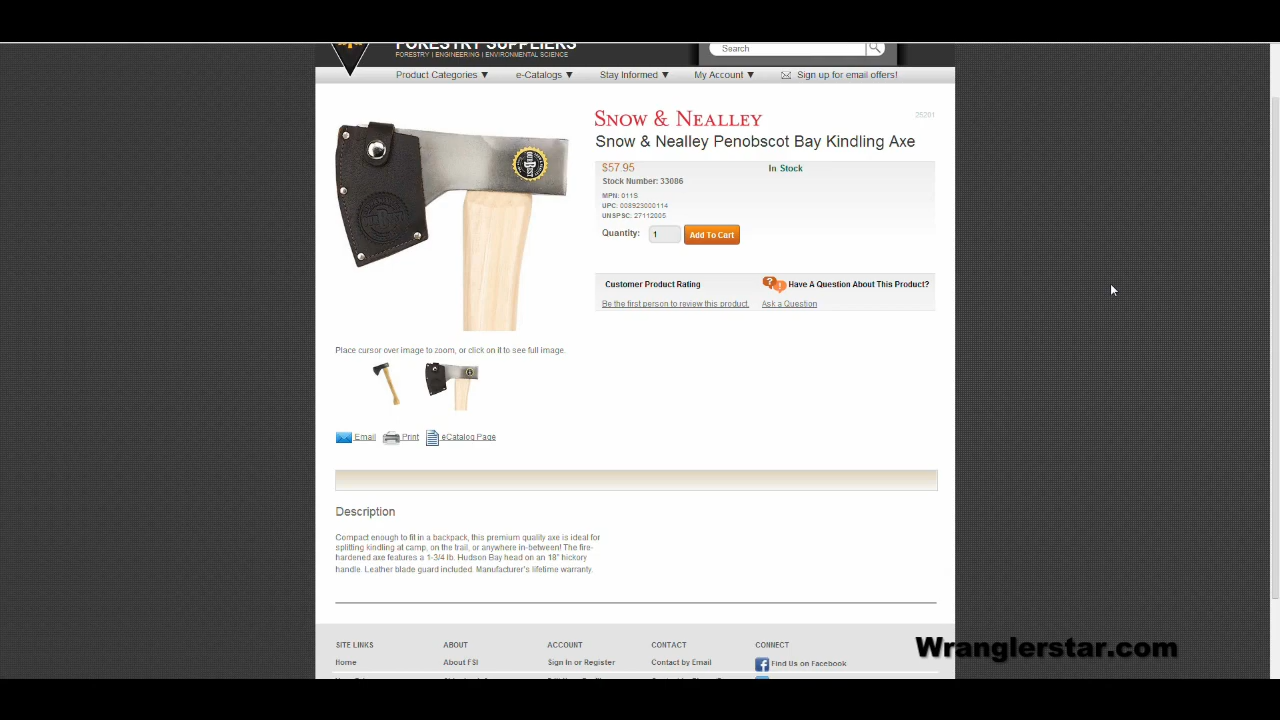 FORESTRY SUPPLIERS
FORESTRY | ENGINEERING | ENVIRONMENTAL SCIENCE
Search
Product Categories ▼
e-Catalogs ▼
Stay Informed ▼
My Account ▼
Sign up for email offers!
SNOW & NEALLEY
25201
Snow & Nealley Penobscot Bay Kindling Axe
$57.95
In Stock
Stock Number: 33086
MPN: 011S
UPC: 008923000114
UNSPSC: 27112005
Quantity: 1 Add To Cart
Customer Product Rating
Have A Question About This Product?
Be the first person to review this product.
Ask a Question
Place cursor over image to zoom, or click on it to see full image.
Email
Print
eCatalog Page
Description
Compact enough to fit in a backpack, this premium quality axe is ideal for
splitting kindling at camp, on the trail, or anywhere in-between! The fire-
hardened axe features a 1-3/4 lb. Hudson Bay head on an 18" hickory
handle. Leather blade guard included. Manufacturer's lifetime warranty.
SITE LINKS
ABOUT
ACCOUNT
CONTACT
CONNECT
Home
About FSI
Sign In or Register
Contact by Email
Find Us on Facebook
Wranglerstar.com